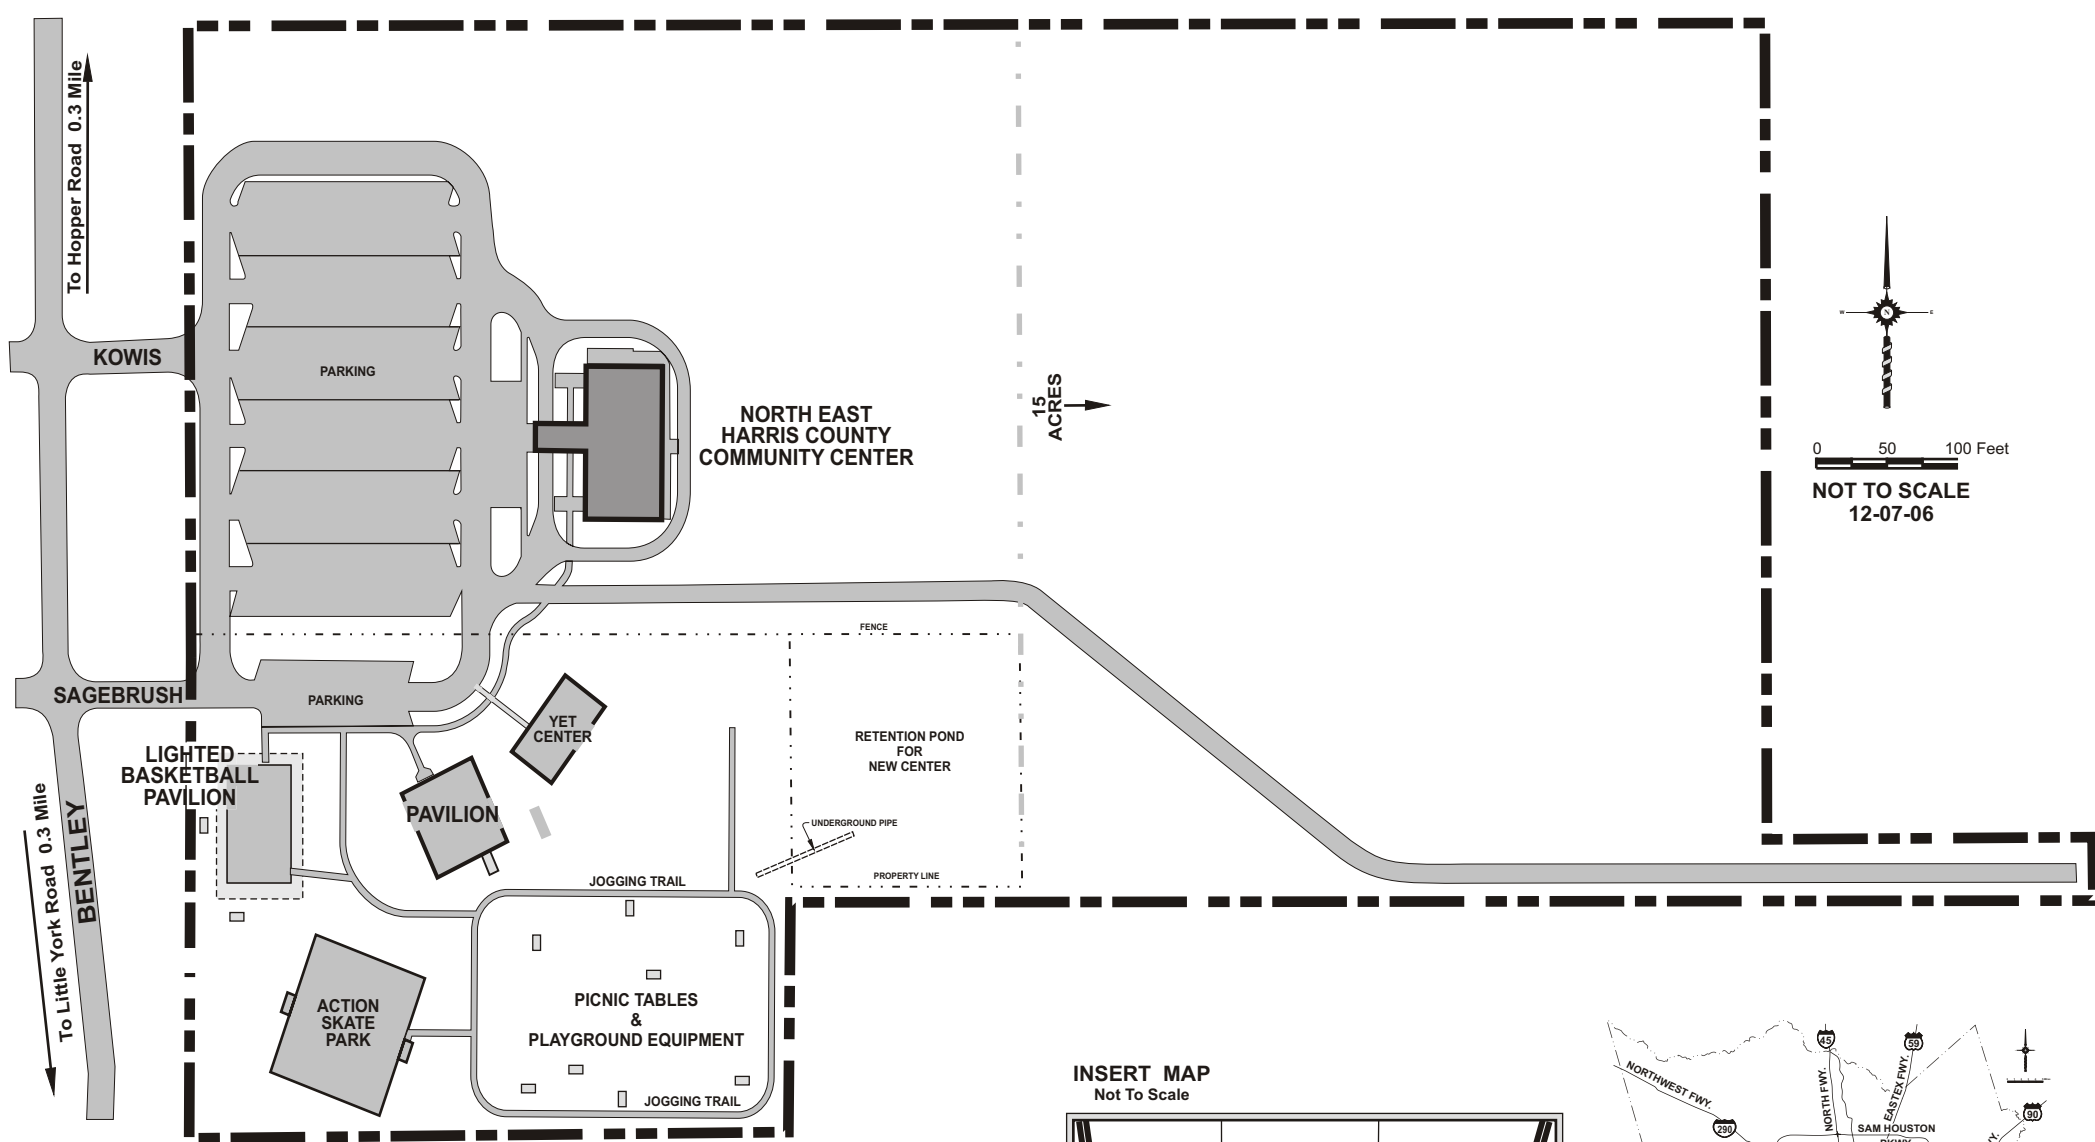 To Hopper Road 0.3 Mile
KOWIS
PARKING
NORTH EAST
HARRIS COUNTY
COMMUNITY CENTER
15
ACRES
W
N
E
0 50 100 Feet
NOT TO SCALE
12-07-06
FENCE
SAGEBRUSH
PARKING
YET
CENTER
RETENTION POND
FOR
NEW CENTER
LIGHTED
BASKETBALL
PAVILION
PAVILION
UNDERGROUND PIPE
To Little York Road 0.3 Mile
BENTLEY
JOGGING TRAIL
PROPERTY LINE
ACTION
SKATE
PARK
PICNIC TABLES
&
PLAYGROUND EQUIPMENT
JOGGING TRAIL
INSERT MAP
Not To Scale
NORTHWEST FWY.
290
45
NORTH FWY.
59
EASTEX FWY.
90
SAM HOUSTON
PKWY.